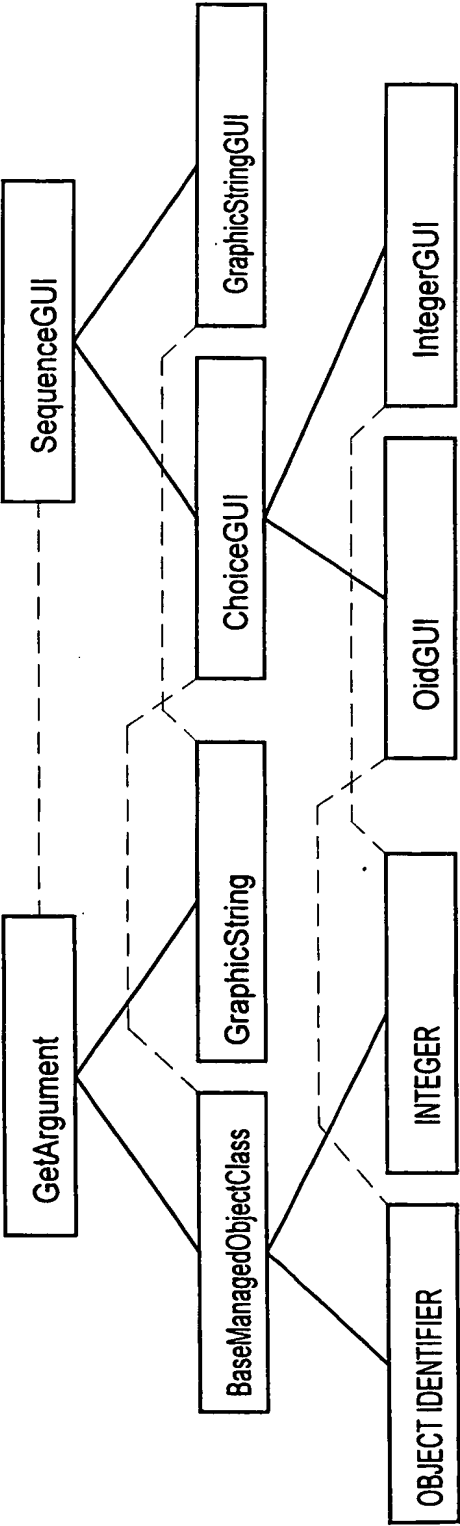 GetArgument
SequenceGUI
BaseManagedObjectClass
GraphicString
ChoiceGUI
GraphicStringGUI
OBJECT IDENTIFIER
INTEGER
OidGUI
IntegerGUI